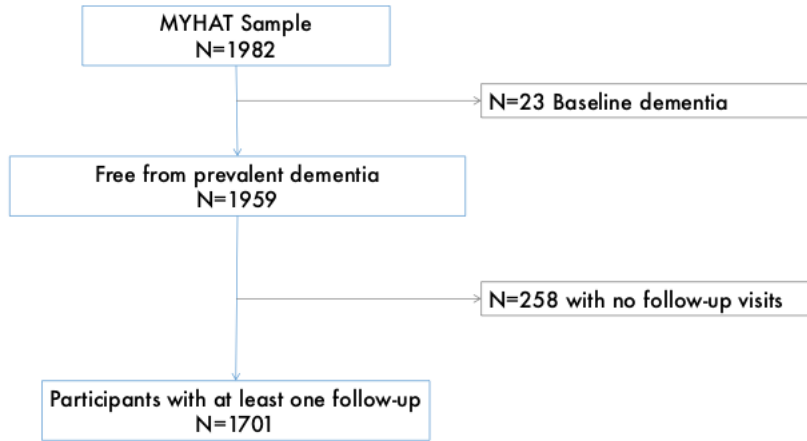 MYHAT Sample
N=1982
N=23 Baseline dementia
Free from prevalent dementia
N=1959
N=258 with no follow-up visits
Participants with at least one follow-up
N=1701